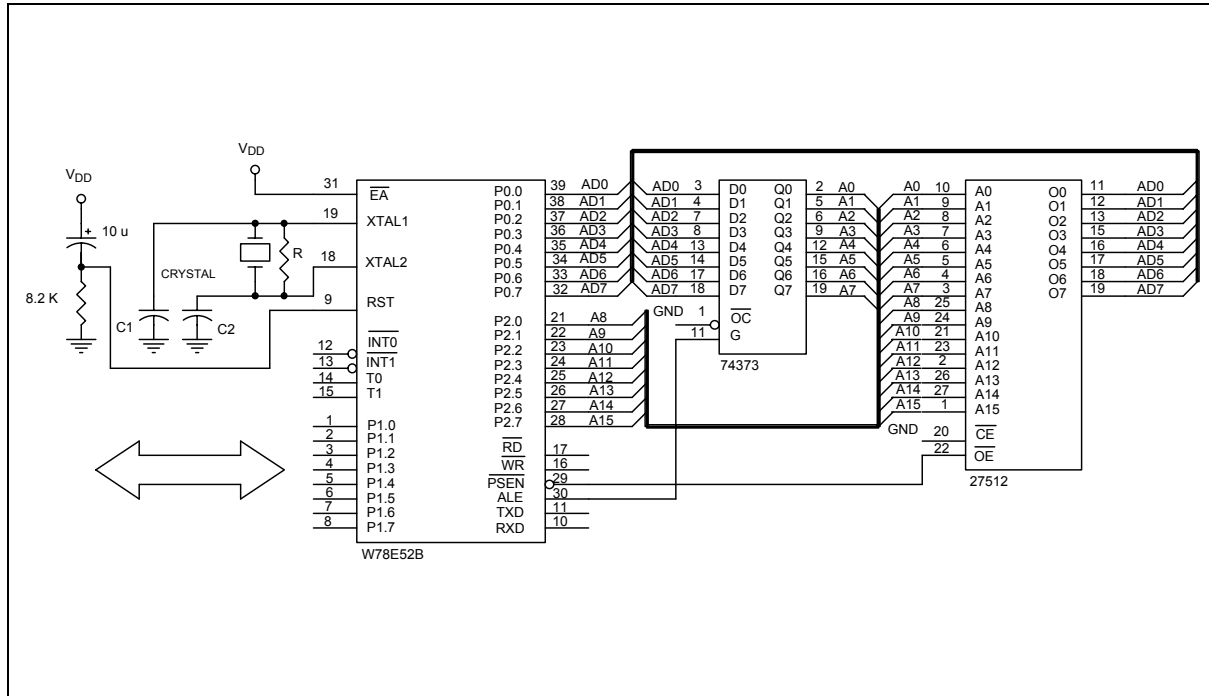 VDD
10 u
8.2 K
C1
C2
CRYSTAL
R
VDD
31 EA
19 XTAL1
18 XTAL2
9 RST
12 INT0
13 INT1
14 T0
15 T1
1 P1.0
2 P1.1
3 P1.2
4 P1.3
5 P1.4
6 P1.5
7 P1.6
8 P1.7
P0.0 39 AD0
P0.1 38 AD1
P0.2 37 AD2
P0.3 36 AD3
P0.4 35 AD4
P0.5 34 AD5
P0.6 33 AD6
P0.7 32 AD7
P2.0 21 A8
P2.1 22 A9
P2.2 23 A10
P2.3 24 A11
P2.4 25 A12
P2.5 26 A13
P2.6 27 A14
P2.7 28 A15
RD 17
WR 16
PSEN 29
ALE 30
TXD 11
RXD 10
W78E52B
AD0 3 D0 Q0 2 A0
AD1 4 D1 Q1 5 A1
AD2 7 D2 Q2 6 A2
AD3 8 D3 Q3 9 A3
AD4 13 D4 Q4 12 A4
AD5 14 D5 Q5 15 A5
AD6 17 D6 Q6 16 A6
AD7 18 D7 Q7 19 A7
GND 1 OC
11 G
74373
A0 10 A0 O0 11 AD0
A1 9 A1 O1 12 AD1
A2 8 A2 O2 13 AD2
A3 7 A3 O3 15 AD3
A4 6 A4 O4 16 AD4
A5 5 A5 O5 17 AD5
A6 4 A6 O6 18 AD6
A7 3 A7 O7 19 AD7
A8 25 A8
A9 24 A9
A10 21 A10
A11 23 A11
A12 2 A12
A13 26 A13
A14 27 A14
A15 1 A15
GND 20 CE
22 OE
27512